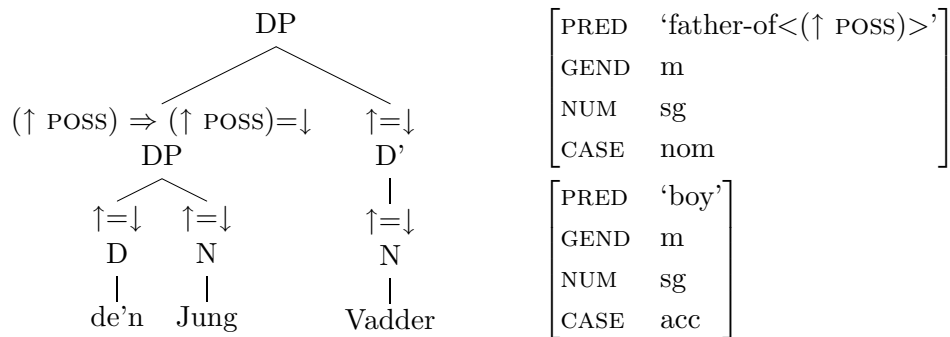 DP
(↑ POSS) ⇒ (↑ POSS)=↓ ↑=↓
DP D’
↑=↓ ↑=↓ ↑=↓
D N N
de’n Jung Vadder
PRED ‘father-of<(↑ POSS)>’
GEND m
NUM sg
CASE nom
PRED ‘boy’
GEND m
NUM sg
CASE acc